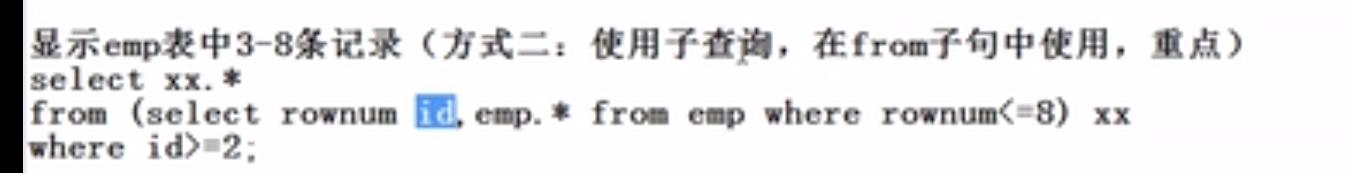 显示emp表中3-8条记录（方式二：使用子查询，在from子句中使用，重点）
select xx.*
from (select rownum id,emp.* from emp where rownum<=8) xx
where id>=2;